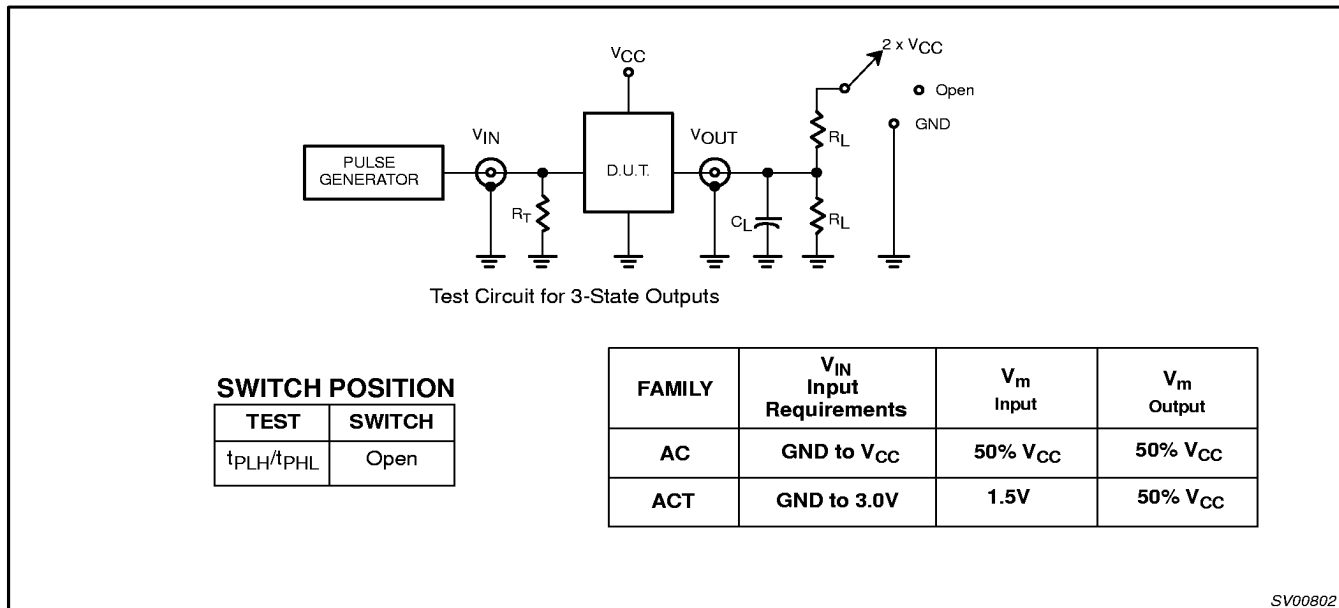 2 x VCC
VCC
Open
GND
VIN
VOUT
RL
PULSE
GENERATOR
D.U.T.
RT
CL
RL
Test Circuit for 3-State Outputs
SWITCH POSITION
TEST SWITCH
tPLH/tPHL Open
FAMILY VIN Input Requirements Vm Input Vm Output
AC GND to VCC 50% VCC 50% VCC
ACT GND to 3.0V 1.5V 50% VCC
SV00802